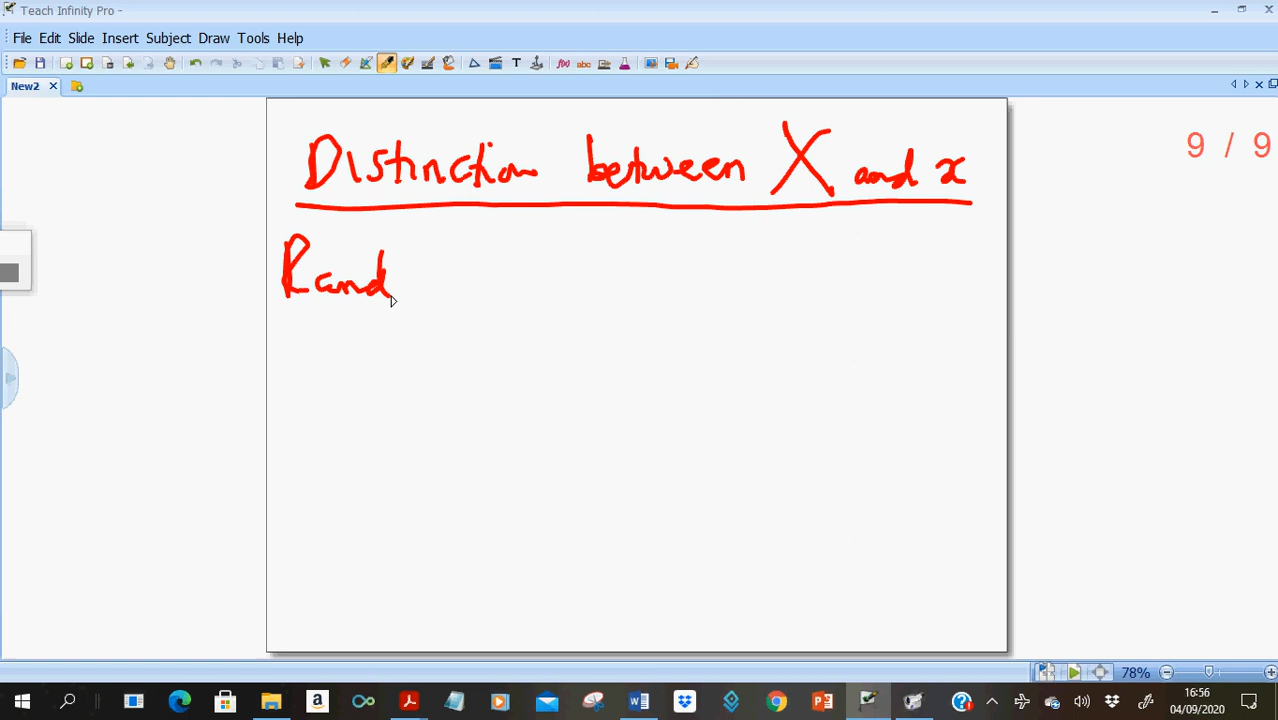 Teach Infinity Pro -
File Edit Slide Insert Subject Draw Tools Help
New2
9 / 9
Distinction between X and x
Rand
78%
16:56
04/09/2020